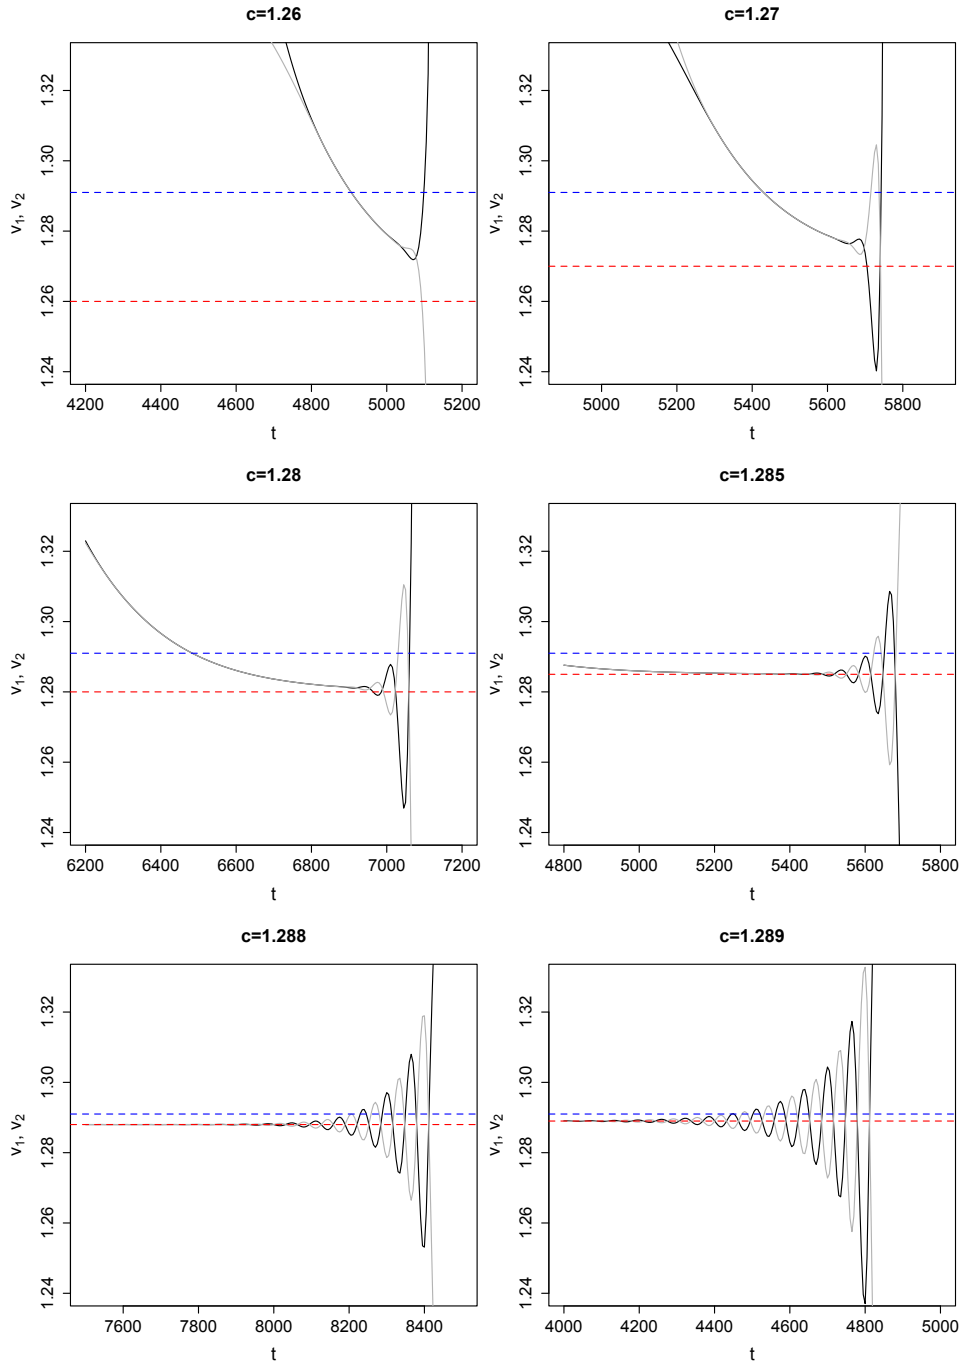 c=1.26
v1, v2
1.24 1.26 1.28 1.30 1.32
4200 4400 4600 4800 5000 5200
t
c=1.27
v1, v2
1.24 1.26 1.28 1.30 1.32
5000 5200 5400 5600 5800
t
c=1.28
v1, v2
1.24 1.26 1.28 1.30 1.32
6200 6400 6600 6800 7000 7200
t
c=1.285
v1, v2
1.24 1.26 1.28 1.30 1.32
4800 5000 5200 5400 5600 5800
t
c=1.288
v1, v2
1.24 1.26 1.28 1.30 1.32
7600 7800 8000 8200 8400
t
c=1.289
v1, v2
1.24 1.26 1.28 1.30 1.32
4000 4200 4400 4600 4800 5000
t